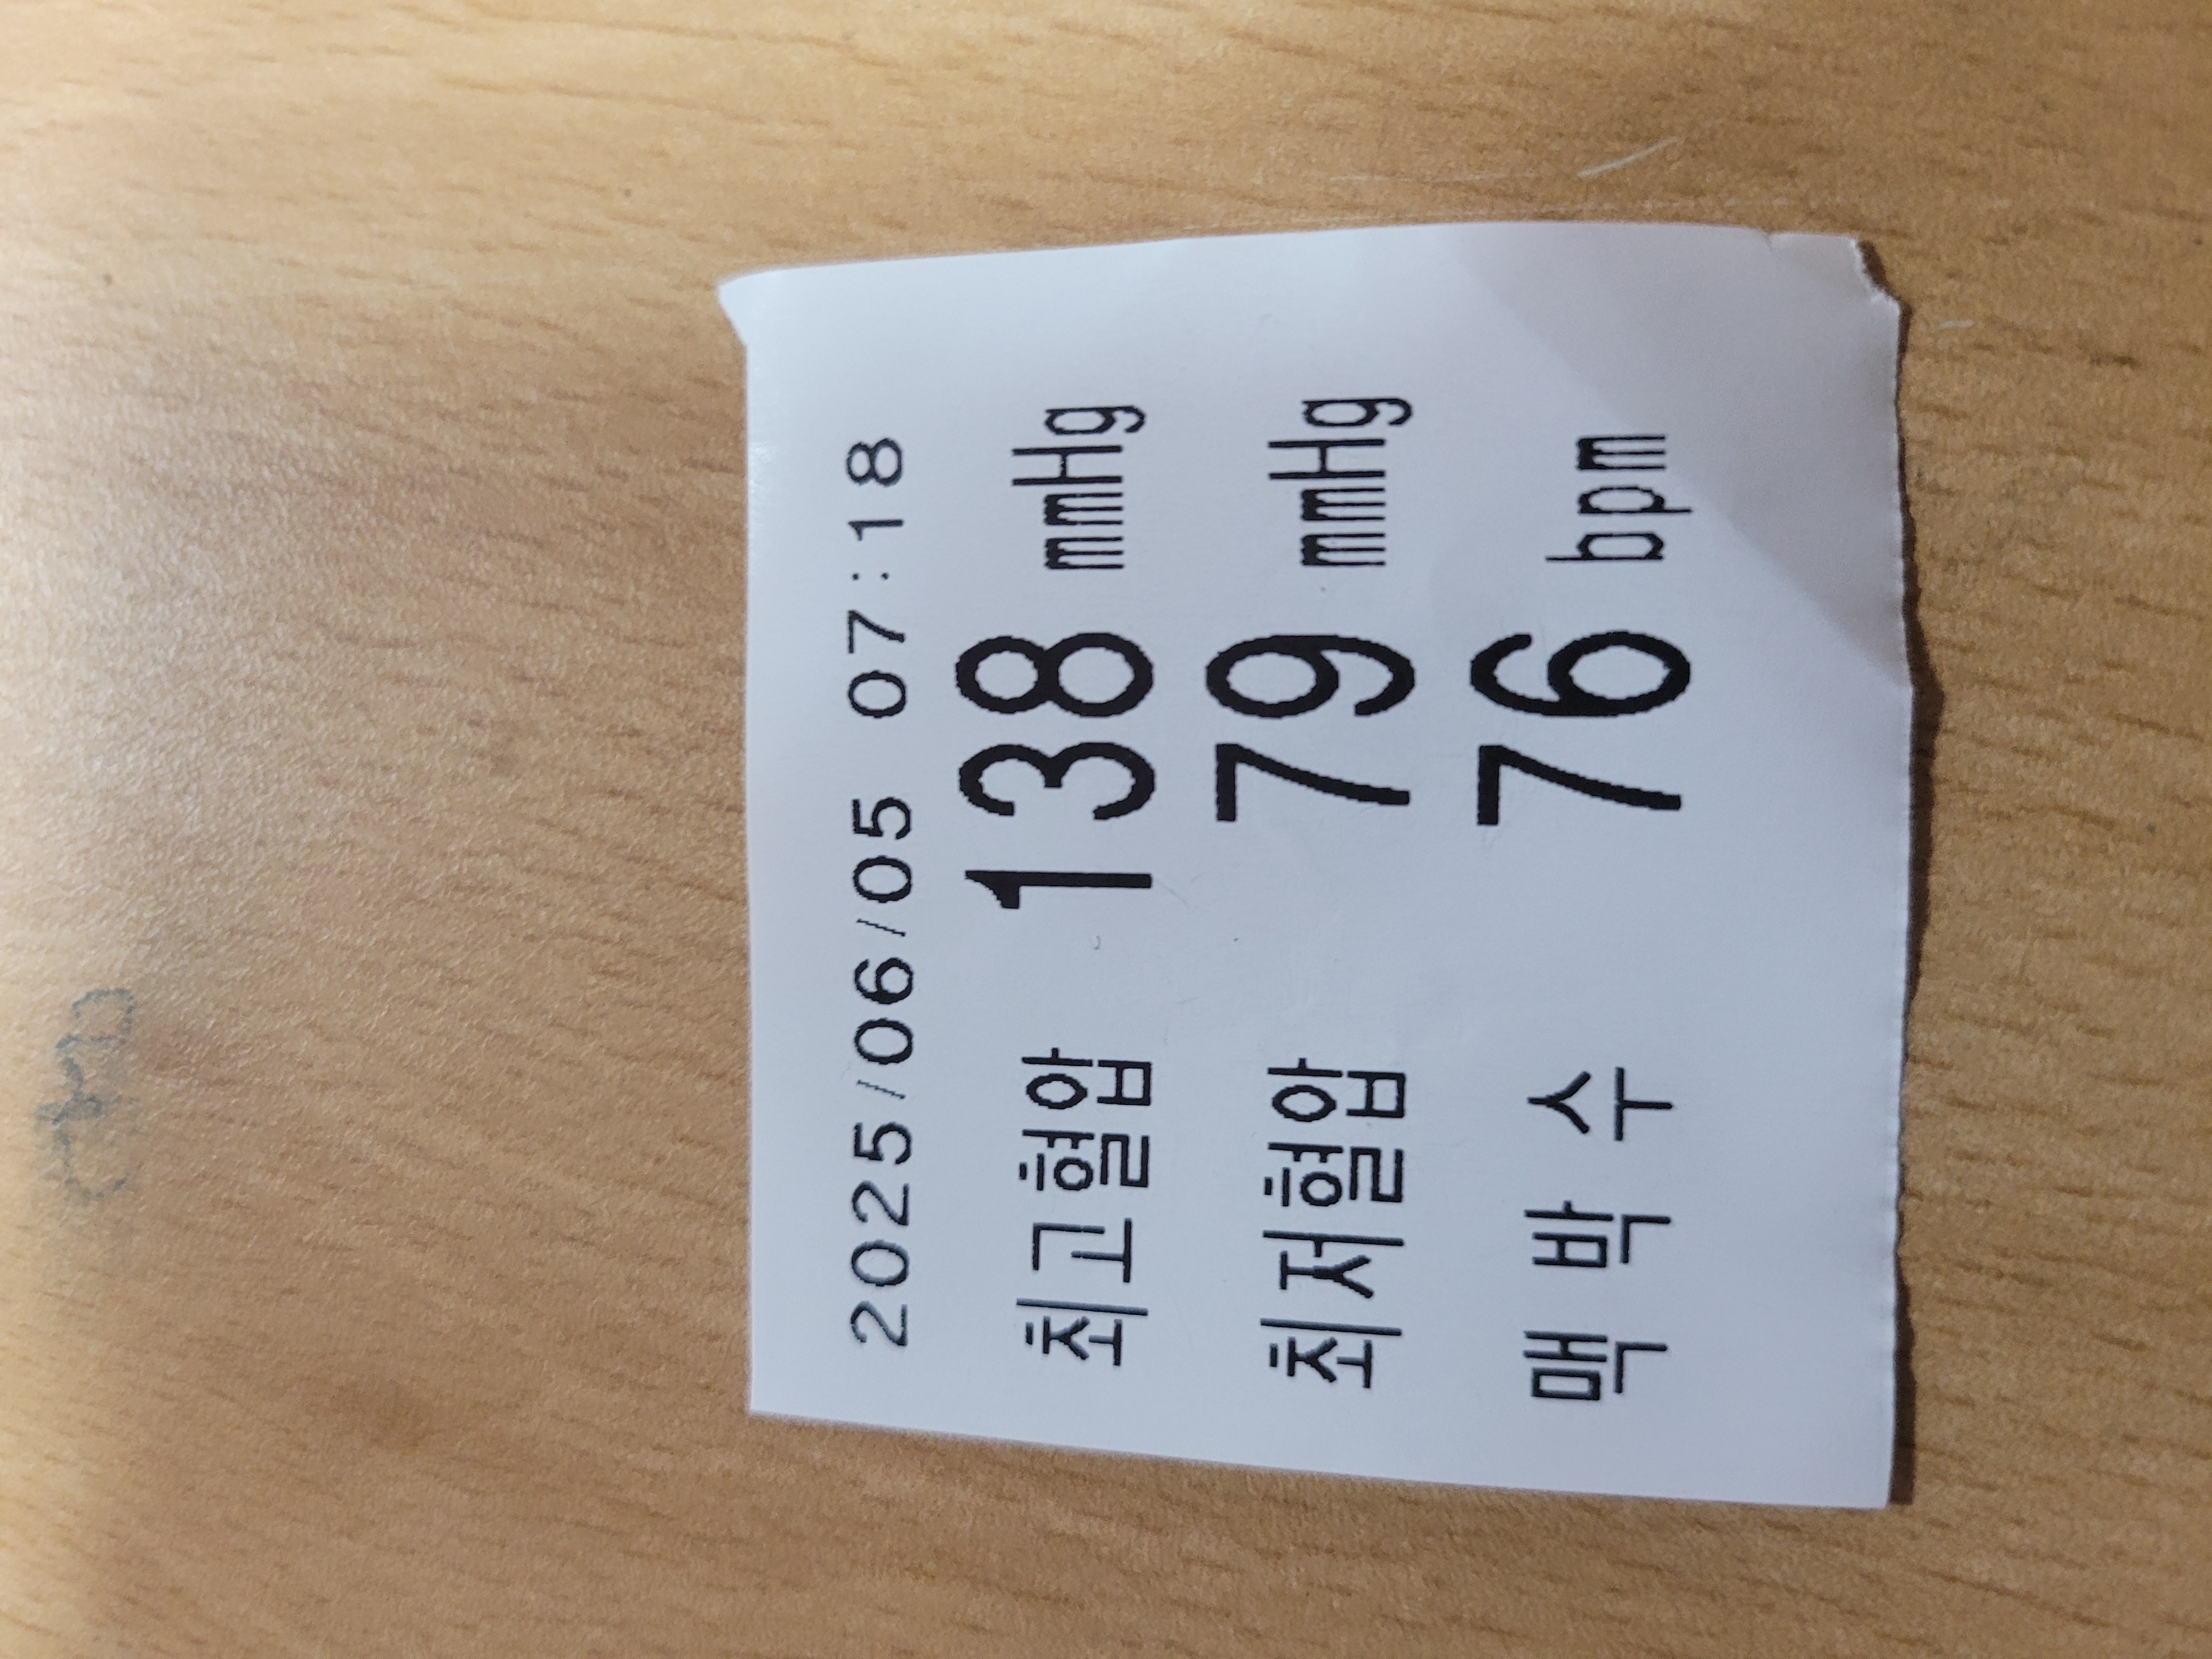 2025/06/05 07:18
최고혈압 138 mmHg
최저혈압 79 mmHg
맥 박 수 76 bpm